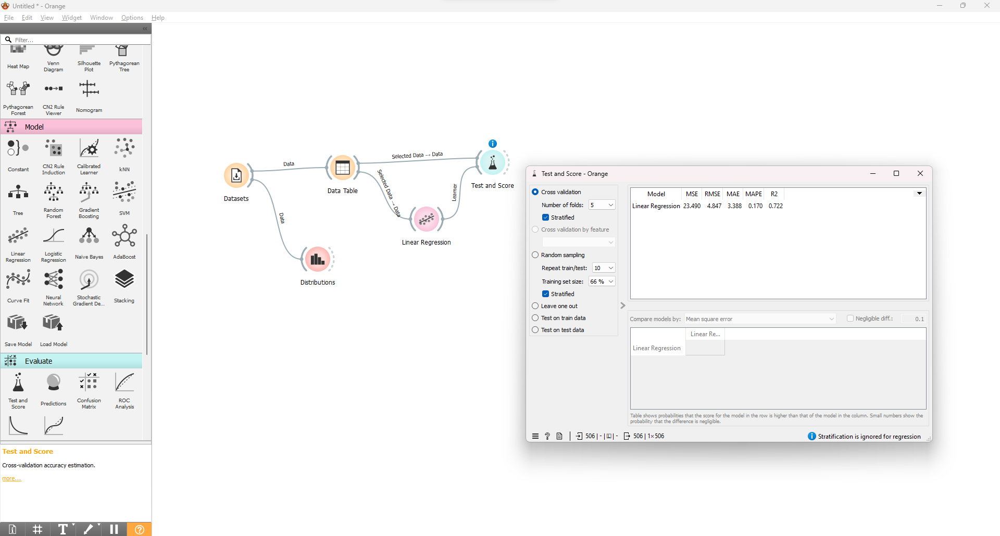 Untitled * - Orange
File Edit View Widget Window Options Help
Filter...
Heat Map
Venn Diagram
Silhouette Plot
Pythagorean Tree
Pythagorean Forest
CN2 Rule Viewer
Nomogram
Model
Constant
CN2 Rule Induction
Calibrated Learner
kNN
Tree
Random Forest
Gradient Boosting
SVM
Linear Regression
Logistic Regression
Naive Bayes
AdaBoost
Curve Fit
Neural Network
Stochastic Gradient De...
Stacking
Save Model
Load Model
Evaluate
Test and Score
Predictions
Confusion Matrix
ROC Analysis
Test and Score
Cross-validation accuracy estimation.
more...
Datasets
Data
Data
Data Table
Distributions
Selected Data → Data
Selected Data → Data
Linear Regression
Learner
Test and Score
Test and Score - Orange
Cross validation
Number of folds: 5
Stratified
Cross validation by feature
Random sampling
Repeat train/test: 10
Training set size: 66 %
Stratified
Leave one out
Test on train data
Test on test data
Model MSE RMSE MAE MAPE R2
Linear Regression 23.490 4.847 3.388 0.170 0.722
Compare models by: Mean square error
Negligible diff.: 0.1
Linear Re...
Linear Regression
Table shows probabilities that the score for the model in the row is higher than that of the model in the column. Small numbers show the
probability that the difference is negligible.
506 | - | - 506 | 1×506
Stratification is ignored for regression